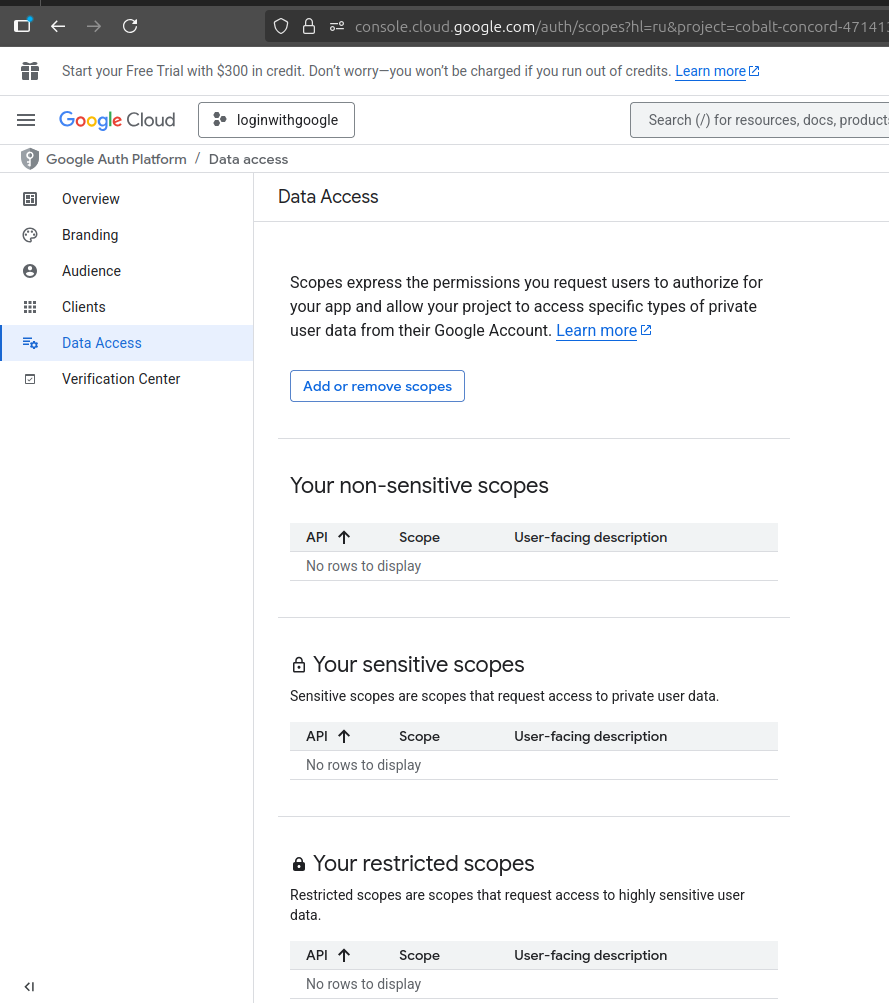 console.cloud.google.com/auth/scopes?hl=ru&project=cobalt-concord-47141
Start your Free Trial with $300 in credit. Don’t worry—you won’t be charged if you run out of credits. Learn more
Google Cloud
loginwithgoogle
Search (/) for resources, docs, products
Google Auth Platform / Data access
Overview
Branding
Audience
Clients
Data Access
Verification Center
Data Access
Scopes express the permissions you request users to authorize for
your app and allow your project to access specific types of private
user data from their Google Account. Learn more
Add or remove scopes
Your non-sensitive scopes
API Scope User-facing description
No rows to display
Your sensitive scopes
Sensitive scopes are scopes that request access to private user data.
API Scope User-facing description
No rows to display
Your restricted scopes
Restricted scopes are scopes that request access to highly sensitive user
data.
API Scope User-facing description
No rows to display